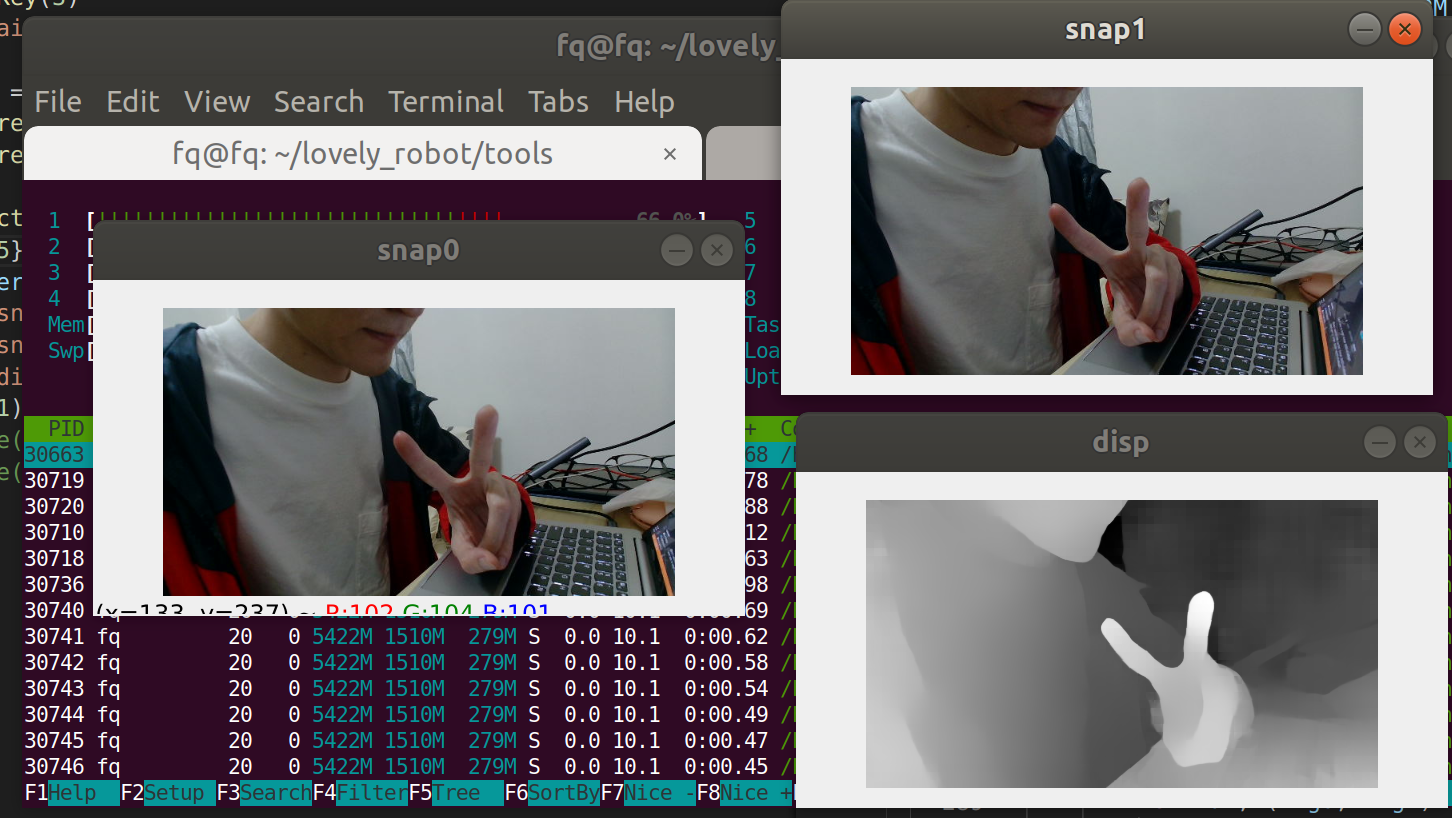 fq@fq: ~/lovely_
File Edit View Search Terminal Tabs Help
fq@fq: ~/lovely_robot/tools ×
snap1
snap0
disp
1 [ 66.0%] 5
2 [ 6
3 [ 7
4 [ 8
Mem[ Tas
Swp[ Loa
Upt
PID + C
30663 68 /
30719 78 /
30720 88 /
30710 12 /
30718 63 /
30736 98 /
30740 69 /
(x=133, y=237) ~ R:102 G:104 B:101
30741 fq 20 0 5422M 1510M 279M S 0.0 10.1 0:00.62 /
30742 fq 20 0 5422M 1510M 279M S 0.0 10.1 0:00.58 /
30743 fq 20 0 5422M 1510M 279M S 0.0 10.1 0:00.54 /
30744 fq 20 0 5422M 1510M 279M S 0.0 10.1 0:00.49 /
30745 fq 20 0 5422M 1510M 279M S 0.0 10.1 0:00.47 /
30746 fq 20 0 5422M 1510M 279M S 0.0 10.1 0:00.45 /
F1Help F2Setup F3SearchF4FilterF5Tree F6SortByF7Nice -F8Nice +